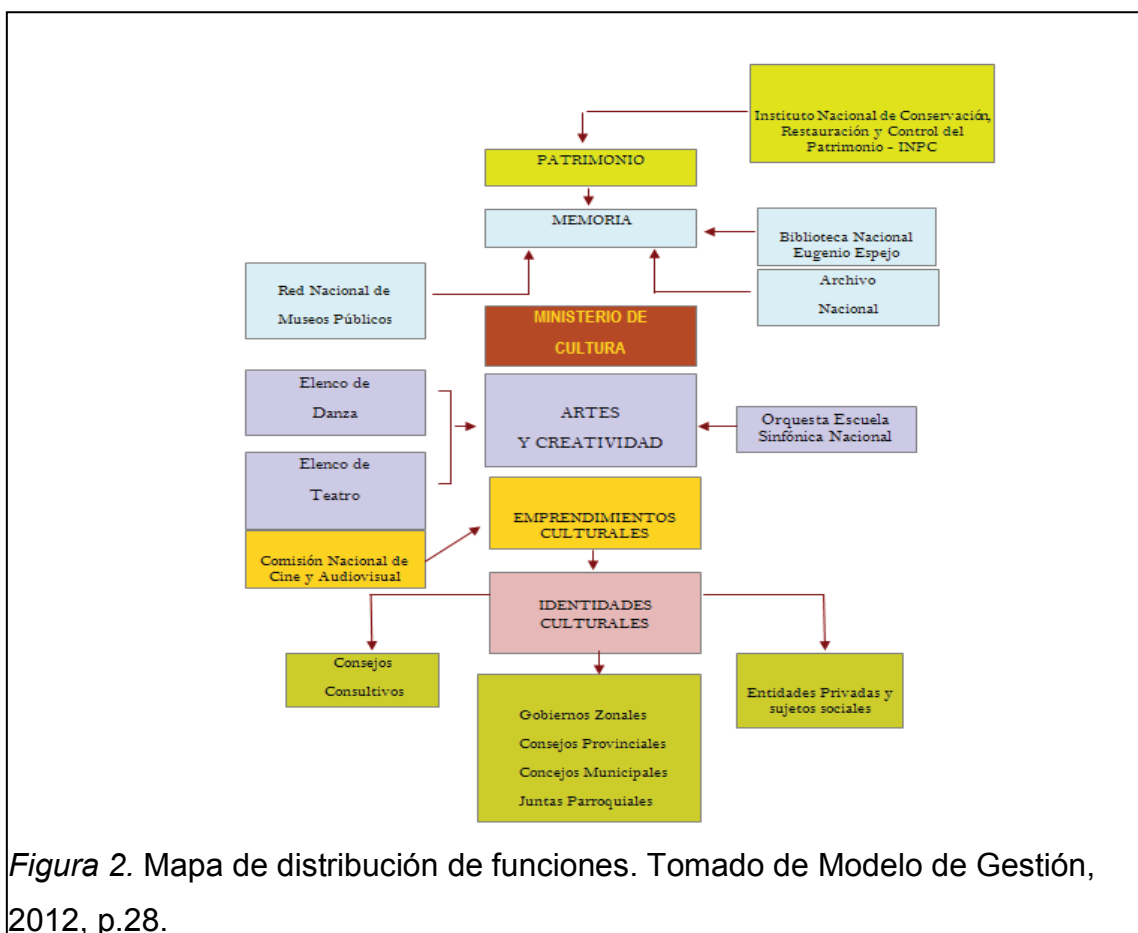 Instituto Nacional de Conservación,
Restauración y Control del
Patrimonio - INPC
PATRIMONIO
MEMORIA
Biblioteca Nacional
Eugenio Espejo
Red Nacional de
Museos Públicos
Archivo
Nacional
MINISTERIO DE
CULTURA
Elenco de
Danza
ARTES
Y CREATIVIDAD
Orquesta Escuela
Sinfónica Nacional
Elenco de
Teatro
EMPRENDIMIENTOS
CULTURALES
Comisión Nacional de
Cine y Audiovisual
IDENTIDADES
CULTURALES
Consejos
Consultivos
Entidades Privadas y
sujetos sociales
Gobiernos Zonales
Consejos Provinciales
Concejos Municipales
Juntas Parroquiales
Figura 2. Mapa de distribución de funciones. Tomado de Modelo de Gestión,
2012, p.28.